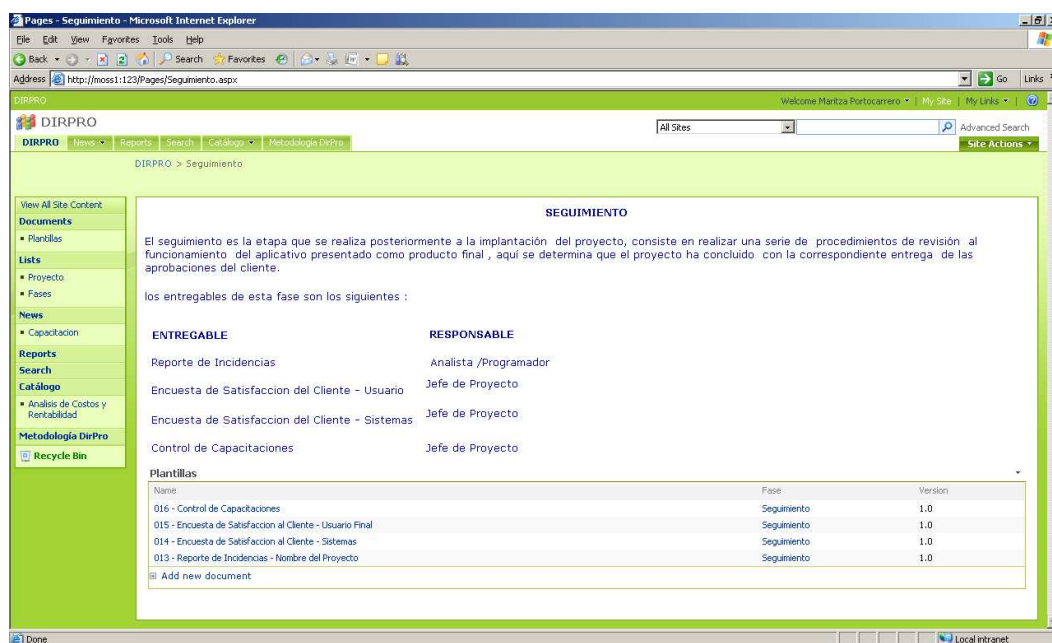 Pages - Seguimiento - Microsoft Internet Explorer
File Edit View Favorites Tools Help
Back Search Favorites
Address http://moss1:123/Pages/Seguimiento.aspx Go Links
DIRPRO Welcome Maritza Portocarrero | My Site | My Links |
DIRPRO All Sites Advanced Search
DIRPRO News Reports Search Catálogo Metodología DirPro Site Actions
DIRPRO > Seguimiento
View All Site Content
Documents
Plantillas
Lists
Proyecto
Fases
News
Capacitacion
Reports
Search
Catálogo
Analisis de Costos y
Rentabilidad
Metodología DirPro
Recycle Bin
SEGUIMIENTO
El seguimiento es la etapa que se realiza posteriormente a la implantación del proyecto, consiste en realizar una serie de procedimientos de revisión al
funcionamiento del aplicativo presentado como producto final , aquí se determina que el proyecto ha concluido con la correspondiente entrega de las
aprobaciones del cliente.
los entregables de esta fase son los siguientes :
ENTREGABLE RESPONSABLE
Reporte de Incidencias Analista /Programador
Encuesta de Satisfaccion del Cliente - Usuario Jefe de Proyecto
Encuesta de Satisfaccion del Cliente - Sistemas Jefe de Proyecto
Control de Capacitaciones Jefe de Proyecto
Plantillas
Name Fase Version
016 - Control de Capacitaciones Seguimiento 1.0
015 - Encuesta de Satisfaccion al Cliente - Usuario Final Seguimiento 1.0
014 - Encuesta de Satisfaccion al Cliente - Sistemas Seguimiento 1.0
013 - Reporte de Incidencias - Nombre del Proyecto Seguimiento 1.0
Add new document
Done Local intranet